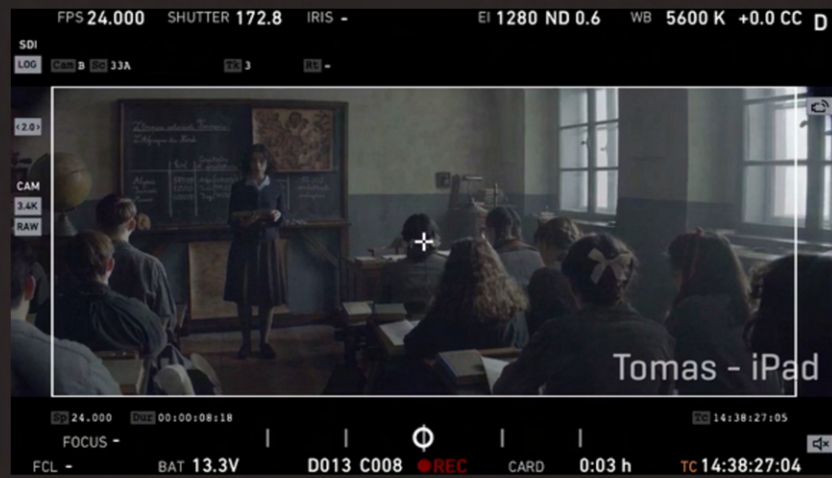 FPS 24.000 SHUTTER 172.8 IRIS - EI 1280 ND 0.6 WB 5600 K +0.0 CC D
SDI
LOG Cam B Sc 33A Tk 3 Rt -
<2.0>
CAM
3.4K
RAW
Tomas - iPad
Sp 24.000 Dur 00:00:08:18 TC 14:38:27:05
FOCUS -
FCL - BAT 13.3V D013 C008 REC CARD 0:03 h TC 14:38:27:04